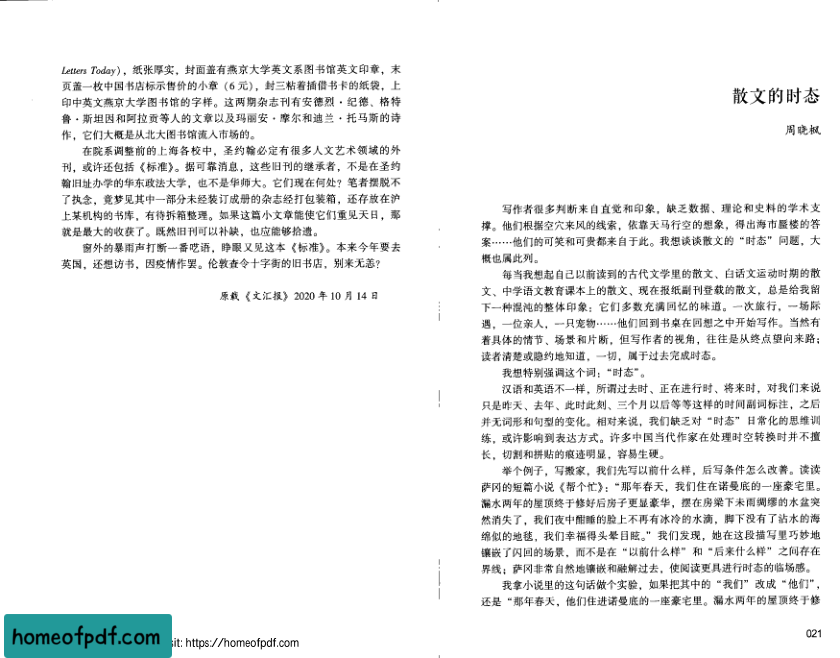 Letters Today），纸张厚实，封面盖有燕京大学英文系图书馆英文印章，末
页盖一枚中国书店标示售价的小章（6 元），封三粘着插借书卡的纸袋，上
印中英文燕京大学图书馆的字样。这两期杂志刊有安德烈·纪德、格特
鲁·斯坦因和阿拉贡等人的文章以及玛丽安·摩尔和迪兰·托马斯的诗
作，它们大概是从北大图书馆流入市场的。
在院系调整前的上海各校中，圣约翰必定有很多人文艺术领域的外
刊，或许还包括《标准》。据可靠消息，这些旧刊的继承者，不是在圣约
翰旧址办学的华东政法大学，也不是华师大。它们现在何处？笔者摆脱不
了执念，竟梦见其中一部分未经装订成册的杂志经打包装箱，还存放在沪
上某机构的书库，有待拆箱整理。如果这篇小文章能使它们重见天日，那
就是最大的收获了。既然旧刊可以补缺，也应能够拾遗。
窗外的暴雨声打断一番呓语，睁眼又见这本《标准》。本来今年要去
英国，还想访书，因疫情作罢。伦敦查令十字街的旧书店，别来无恙？
原载《文汇报》2020 年 10 月 14 日
散文的时态
周晓枫
写作者很多判断来自直觉和印象，缺乏数据、理论和史料的学术支
撑。他们根据空穴来风的线索，依靠天马行空的想象，得出海市蜃楼的答
案……他们的可笑和可贵都来自于此。我想谈谈散文的“时态”问题，大
概也属此列。
每当我想起自己以前读到的古代文学里的散文、白话文运动时期的散
文、中学语文教育课本上的散文、现在报纸副刊登载的散文，总是给我留
下一种混沌的整体印象：它们多数充满回忆的味道。一次旅行，一场际
遇，一位亲人，一只宠物……他们回到书桌在回想之中开始写作。当然有
着具体的情节、场景和片断，但写作者的视角，往往是从终点望向来路；
读者清楚或隐约地知道，一切，属于过去完成时态。
我想特别强调这个词：“时态”。
汉语和英语不一样，所谓过去时、正在进行时、将来时，对我们来说
只是昨天、去年、此时此刻、三个月以后等等这样的时间副词标注，之后
并无词形和句型的变化。相对来说，我们缺乏对“时态”日常化的思维训
练，或许影响到表达方式。许多中国当代作家在处理时空转换时并不擅
长，切割和拼贴的痕迹明显，容易生硬。
举个例子，写搬家，我们先写以前什么样，后写条件怎么改善。读读
萨冈的短篇小说《帮个忙》：“那年春天，我们住在诺曼底的一座豪宅里。
漏水两年的屋顶终于修好后房子更显豪华，摆在房梁下未雨绸缪的水盆突
然消失了，我们夜中酣睡的脸上不再有冰冷的水滴，脚下没有了沾水的海
绵似的地毯，我们幸福得头晕目眩。”我们发现，她在这段描写里巧妙地
镶嵌了闪回的场景，而不是在“以前什么样”和“后来什么样”之间存在
界线；萨冈非常自然地镶嵌和融解过去，使阅读更具进行时态的临场感。
我拿小说里的这句话做个实验，如果把其中的“我们”改成“他们”，
还是“那年春天，他们住进诺曼底的一座豪宅里。漏水两年的屋顶终于修
021
homeofpdf.com
sit: https://homeofpdf.com